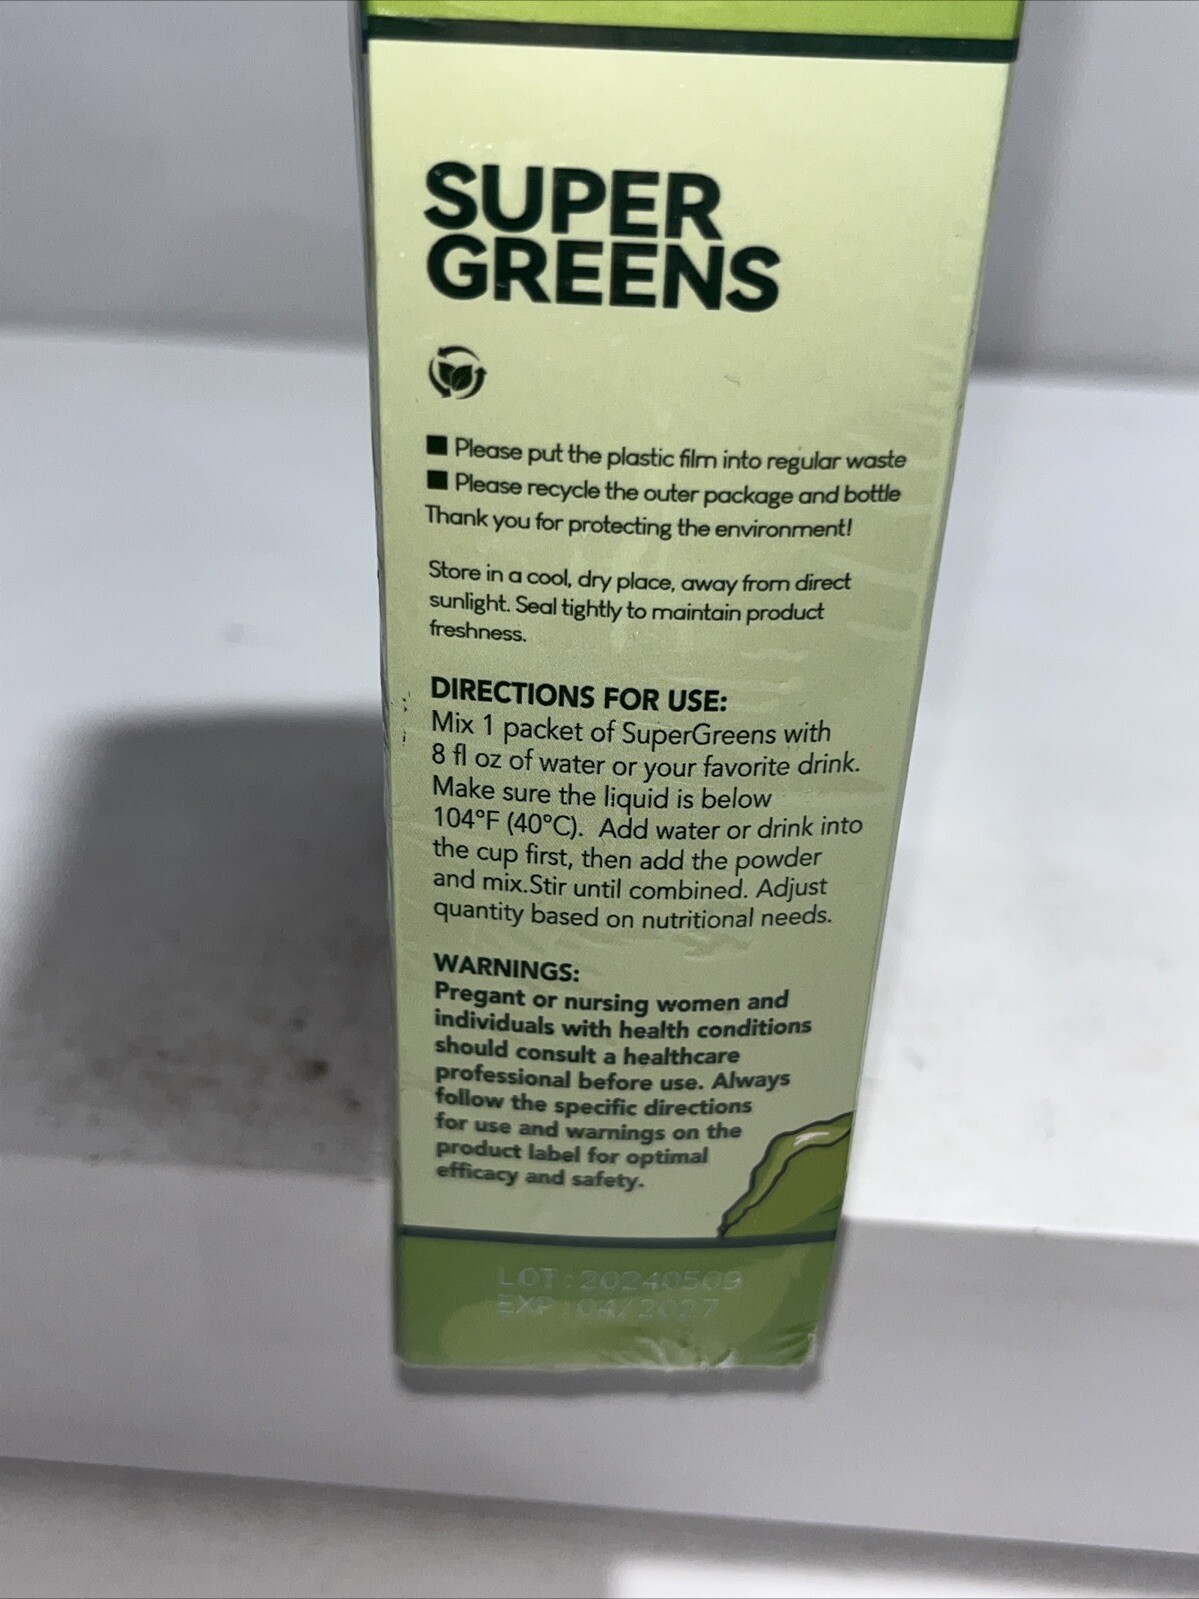 SUPER
GREENS
■ Please put the plastic film into regular waste
■ Please recycle the outer package and bottle
Thank you for protecting the environment!
Store in a cool, dry place, away from direct
sunlight. Seal tightly to maintain product
freshness.
DIRECTIONS FOR USE:
Mix 1 packet of SuperGreens with
8 fl oz of water or your favorite drink.
Make sure the liquid is below
104°F (40°C). Add water or drink into
the cup first, then add the powder
and mix.Stir until combined. Adjust
quantity based on nutritional needs.
WARNINGS:
Pregant or nursing women and
individuals with health conditions
should consult a healthcare
professional before use. Always
follow the specific directions
for use and warnings on the
product label for optimal
efficacy and safety.
LOT:20240509
EXP:04/2027